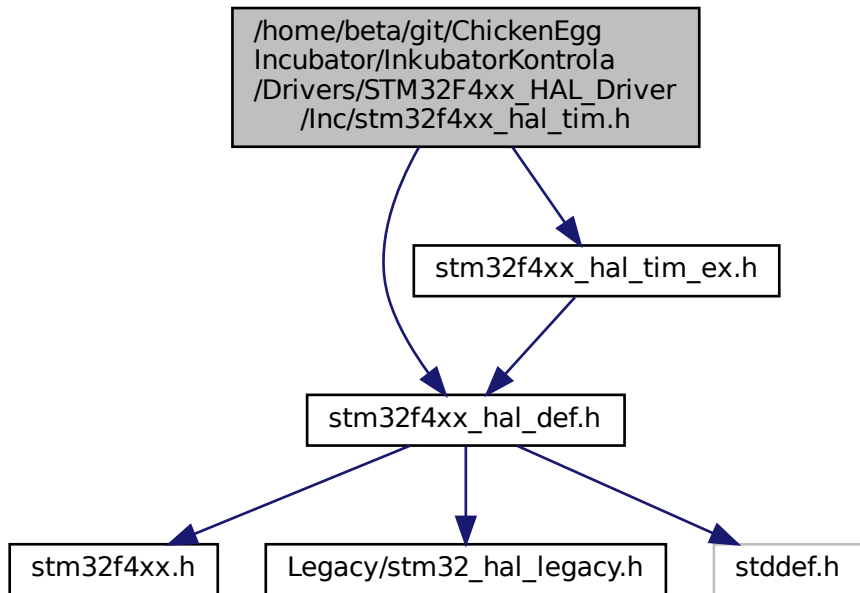 /home/beta/git/ChickenEgg
Incubator/InkubatorKontrola
/Drivers/STM32F4xx_HAL_Driver
/Inc/stm32f4xx_hal_tim.h
stm32f4xx_hal_tim_ex.h
stm32f4xx_hal_def.h
stm32f4xx.h
Legacy/stm32_hal_legacy.h
stddef.h